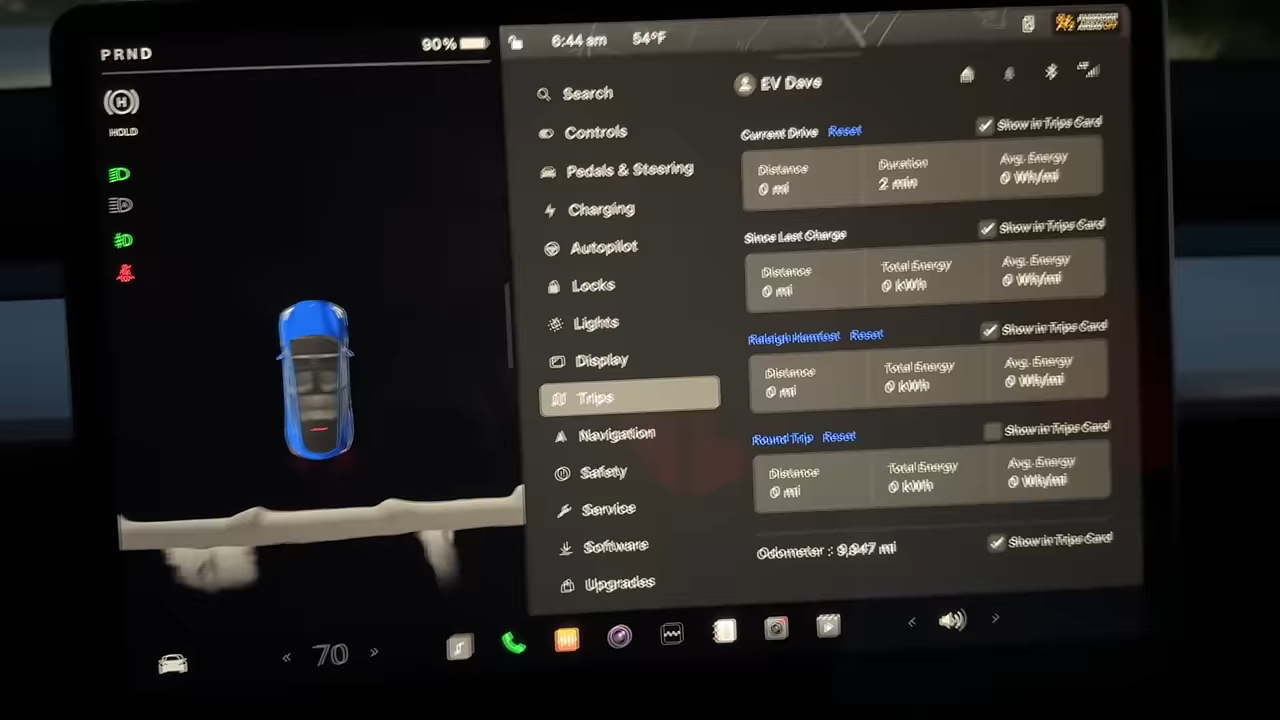 PRND
90%
6:44 am
54°F
PASSENGER
AIRBAG OFF
HOLD
Search
Controls
Pedals & Steering
Charging
Autopilot
Locks
Lights
Display
Trips
Navigation
Safety
Service
Software
Upgrades
EV Dave
LTE
Current Drive Reset
Show in Trips Card
Distance
0 mi
Duration
2 min
Avg. Energy
0 Wh/mi
Since Last Charge
Show in Trips Card
Distance
0 mi
Total Energy
0 kWh
Avg. Energy
0 Wh/mi
Raleigh Hamfest Reset
Show in Trips Card
Distance
0 mi
Total Energy
0 kWh
Avg. Energy
0 Wh/mi
Round Trip Reset
Show in Trips Card
Distance
0 mi
Total Energy
0 kWh
Avg. Energy
0 Wh/mi
Odometer : 9,947 mi
Show in Trips Card
70